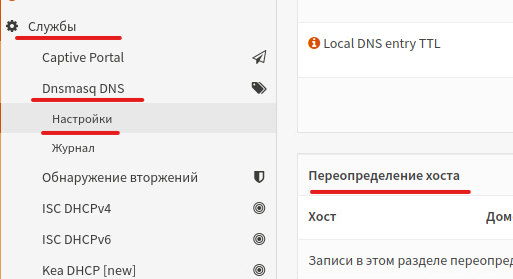 Службы
Captive Portal
Dnsmasq DNS
Настройки
Журнал
Обнаружение вторжений
ISC DHCPv4
ISC DHCPv6
Kea DHCP [new]
Local DNS entry TTL
Переопределение хоста
Хост Дом
Записи в этом разделе переопред